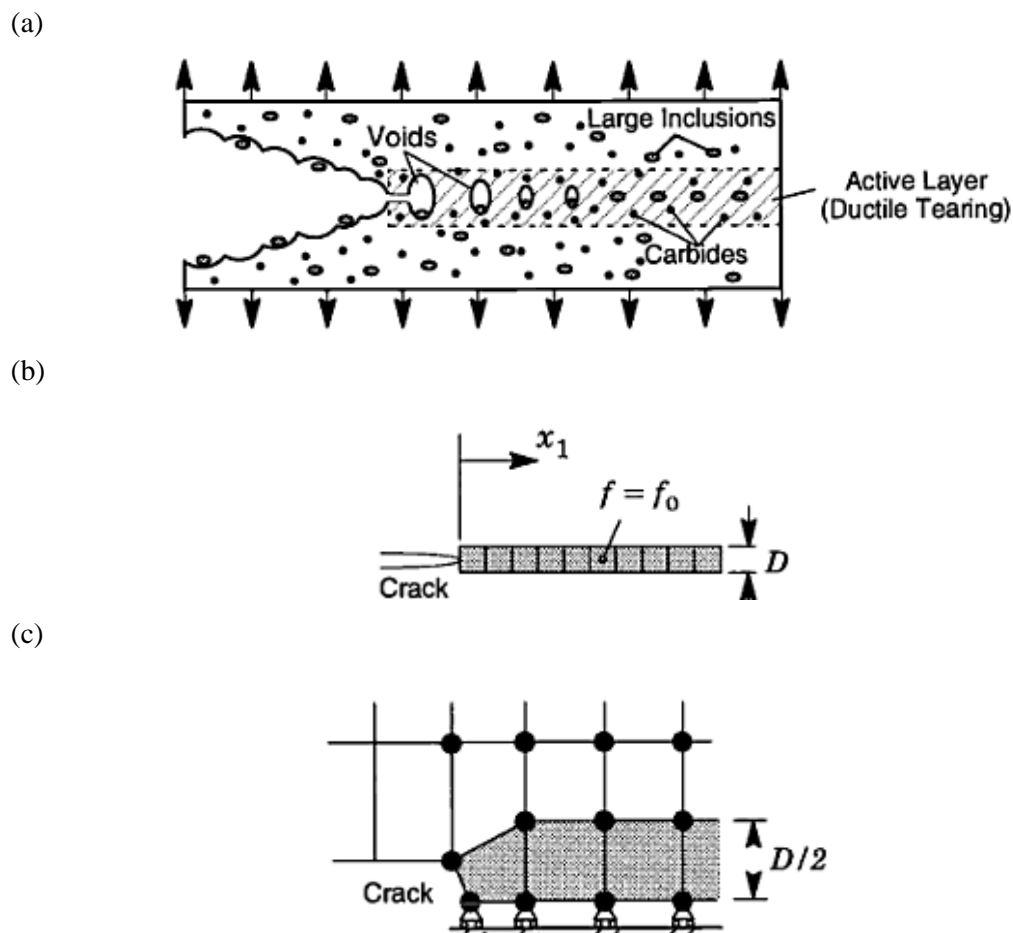 (a)
Voids
Large Inclusions
Active Layer
(Ductile Tearing)
Carbides
(b)
x₁
f = f₀
D
Crack
(c)
D/2
Crack